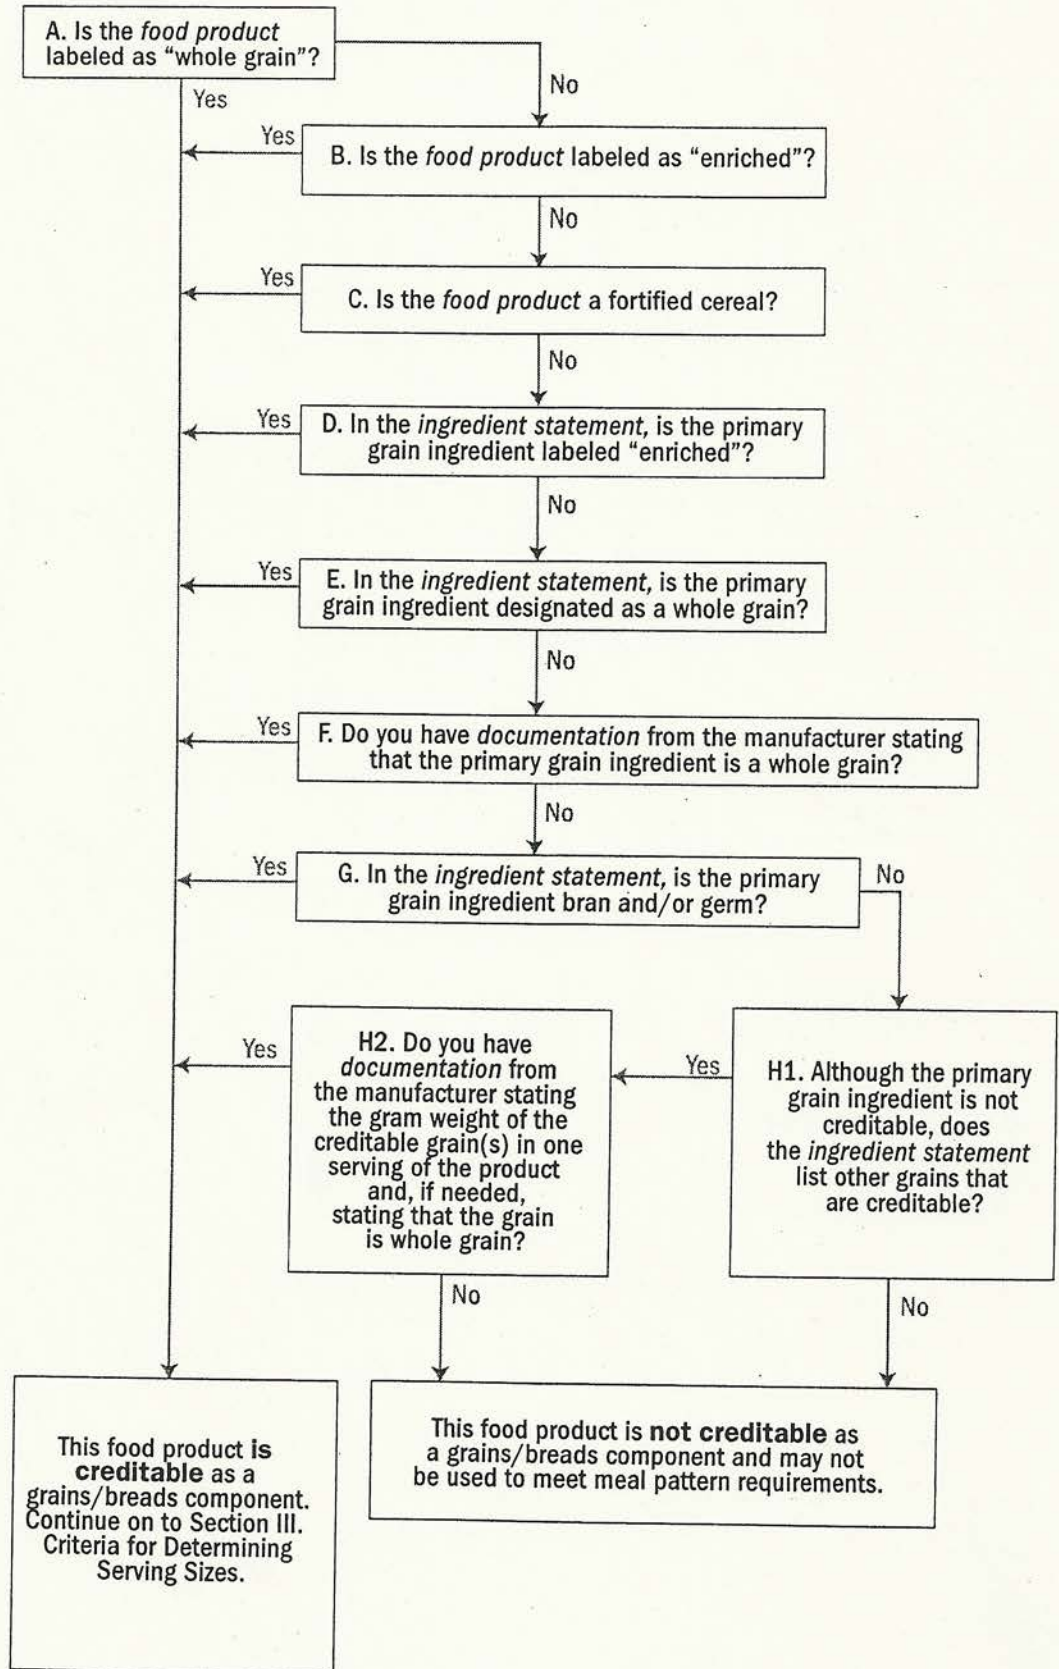 A. Is the food product
labeled as “whole grain”?
No
Yes
Yes
B. Is the food product labeled as “enriched”?
No
Yes
C. Is the food product a fortified cereal?
No
Yes
D. In the ingredient statement, is the primary
grain ingredient labeled “enriched”?
No
Yes
E. In the ingredient statement, is the primary
grain ingredient designated as a whole grain?
No
Yes
F. Do you have documentation from the manufacturer stating
that the primary grain ingredient is a whole grain?
No
Yes
G. In the ingredient statement, is the primary
grain ingredient bran and/or germ?
No
Yes
H2. Do you have
documentation from
the manufacturer stating
the gram weight of the
creditable grain(s) in one
serving of the product
and, if needed,
stating that the grain
is whole grain?
Yes
H1. Although the primary
grain ingredient is not
creditable, does
the ingredient statement
list other grains that
are creditable?
No
No
This food product is
creditable as a
grains/breads component.
Continue on to Section III.
Criteria for Determining
Serving Sizes.
This food product is not creditable as
a grains/breads component and may not
be used to meet meal pattern requirements.